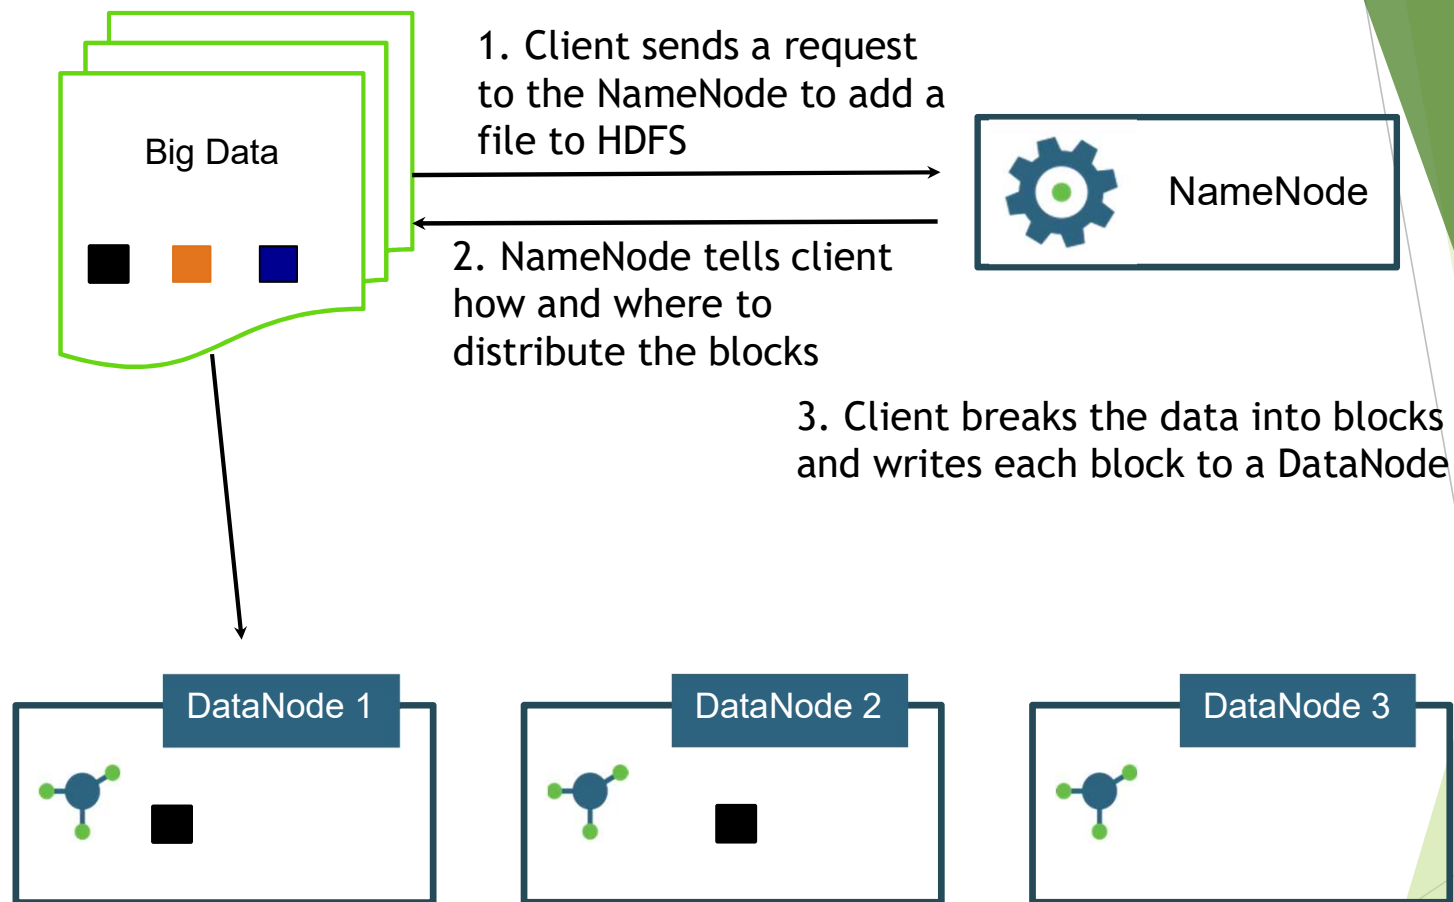 1. Client sends a request
to the NameNode to add a
file to HDFS
Big Data
NameNode
2. NameNode tells client
how and where to
distribute the blocks
3. Client breaks the data into blocks
and writes each block to a DataNode
DataNode 1
DataNode 2
DataNode 3